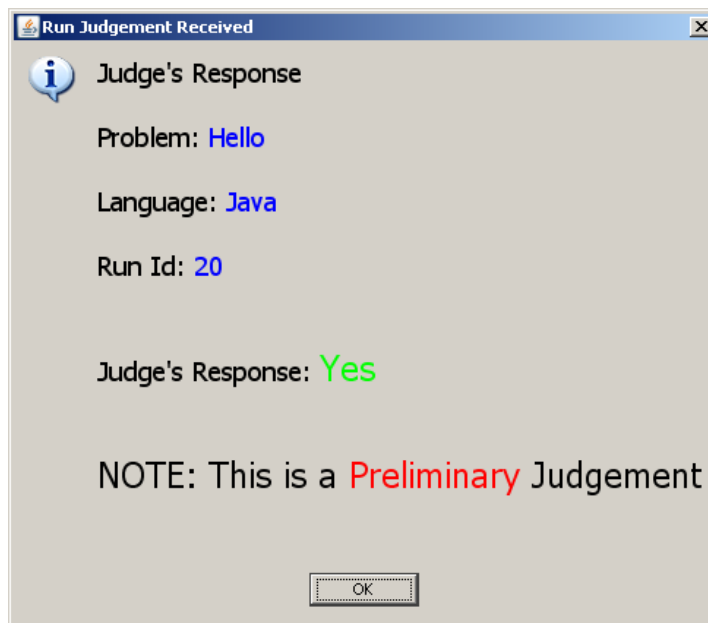 Run Judgement Received
Judge's Response
Problem: Hello
Language: Java
Run Id: 20
Judge's Response: Yes
NOTE: This is a Preliminary Judgement
OK